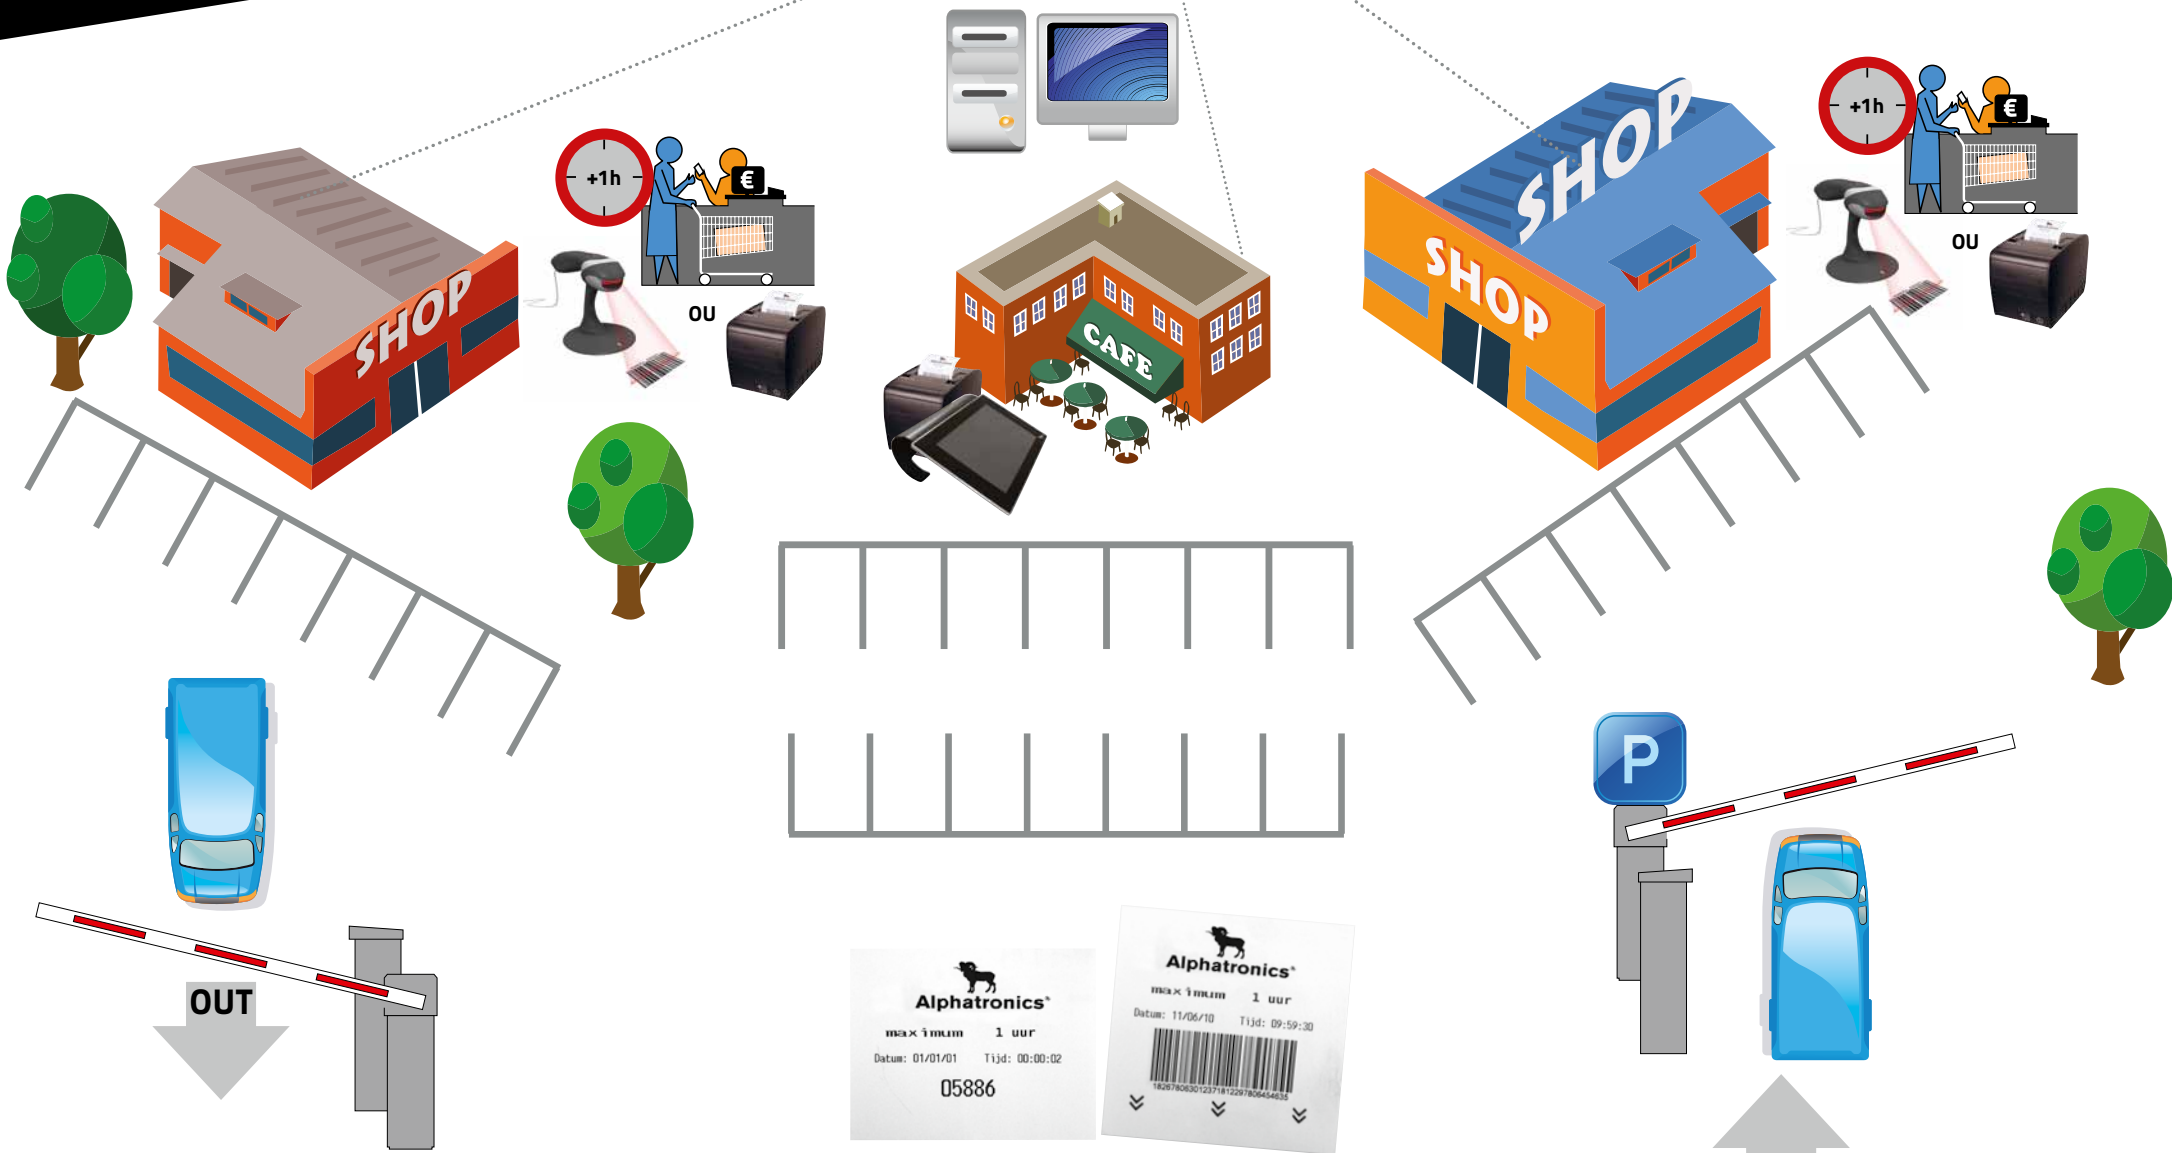 +1h
€
OU
SHOP
CAFE
SHOP
SHOP
+1h
€
OU
P
OUT
Alphatronics®
maximum 1 uur
Datum: 01/01/01 Tijd: 00:00:02
05886
Alphatronics®
maximum 1 uur
Datum: 11/06/10 Tijd: 09:59:30